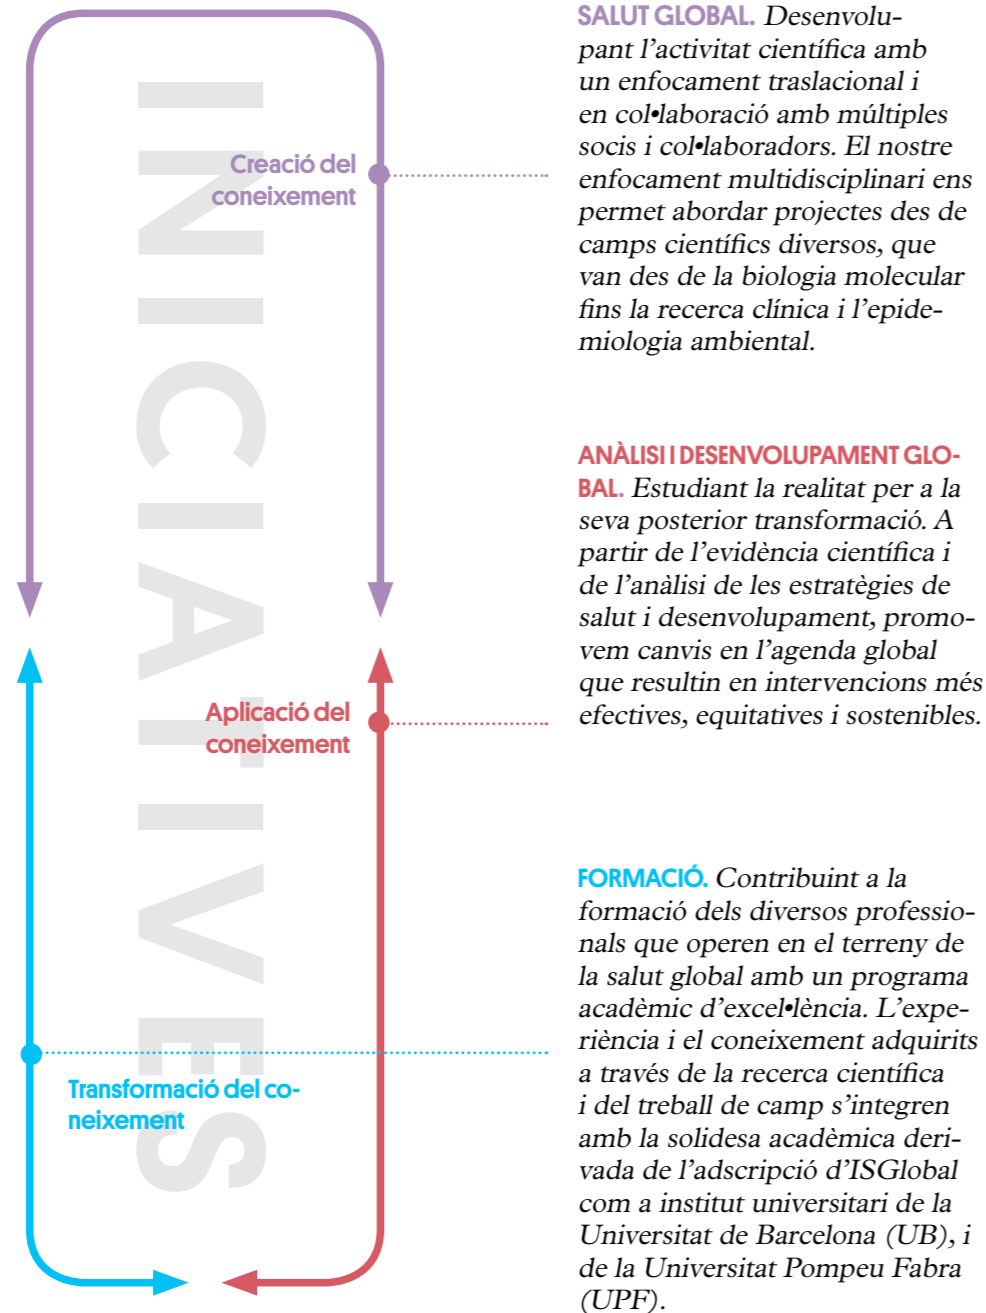 INICIATIVES
Creació del
coneixement
SALUT GLOBAL. Desenvolu-
pant l’activitat científica amb
un enfocament traslacional i
en col•laboració amb múltiples
socis i col•laboradors. El nostre
enfocament multidisciplinari ens
permet abordar projectes des de
camps científics diversos, que
van des de la biologia molecular
fins la recerca clínica i l’epide-
miologia ambiental.
Aplicació del
coneixement
ANÀLISI I DESENVOLUPAMENT GLO-
BAL. Estudiant la realitat per a la
seva posterior transformació. A
partir de l’evidència científica i
de l’anàlisi de les estratègies de
salut i desenvolupament, promo-
vem canvis en l’agenda global
que resultin en intervencions més
efectives, equitatives i sostenibles.
Transformació del co-
neixement
FORMACIÓ. Contribuint a la
formació dels diversos professio-
nals que operen en el terreny de
la salut global amb un programa
acadèmic d’excel•lència. L’expe-
riència i el coneixement adquirits
a través de la recerca científica
i del treball de camp s’integren
amb la solidesa acadèmica deri-
vada de l’adscripció d’ISGlobal
com a institut universitari de la
Universitat de Barcelona (UB), i
de la Universitat Pompeu Fabra
(UPF).